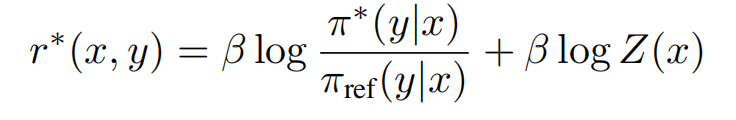 r*(x, y) = β log π*(y|x) / π_ref(y|x) + β log Z(x)